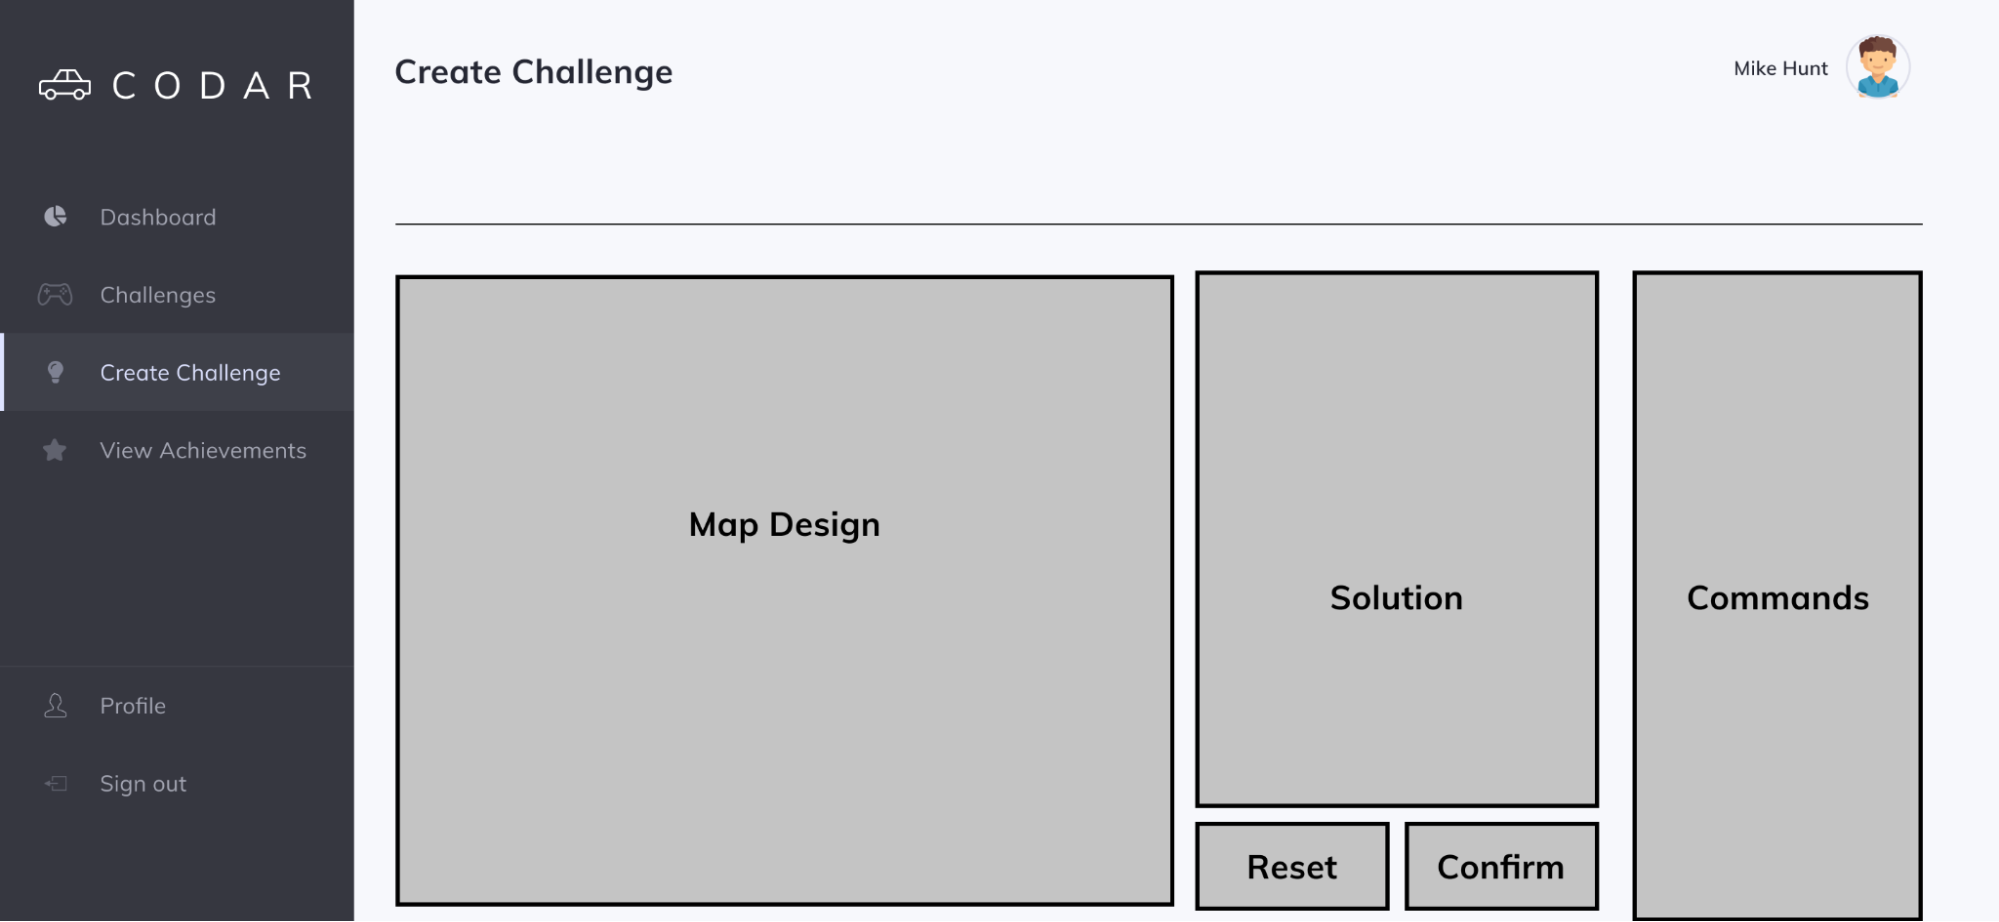 CODAR
Dashboard
Challenges
Create Challenge
View Achievements
Profile
Sign out
Create Challenge
Mike Hunt
Map Design
Solution
Commands
Reset
Confirm